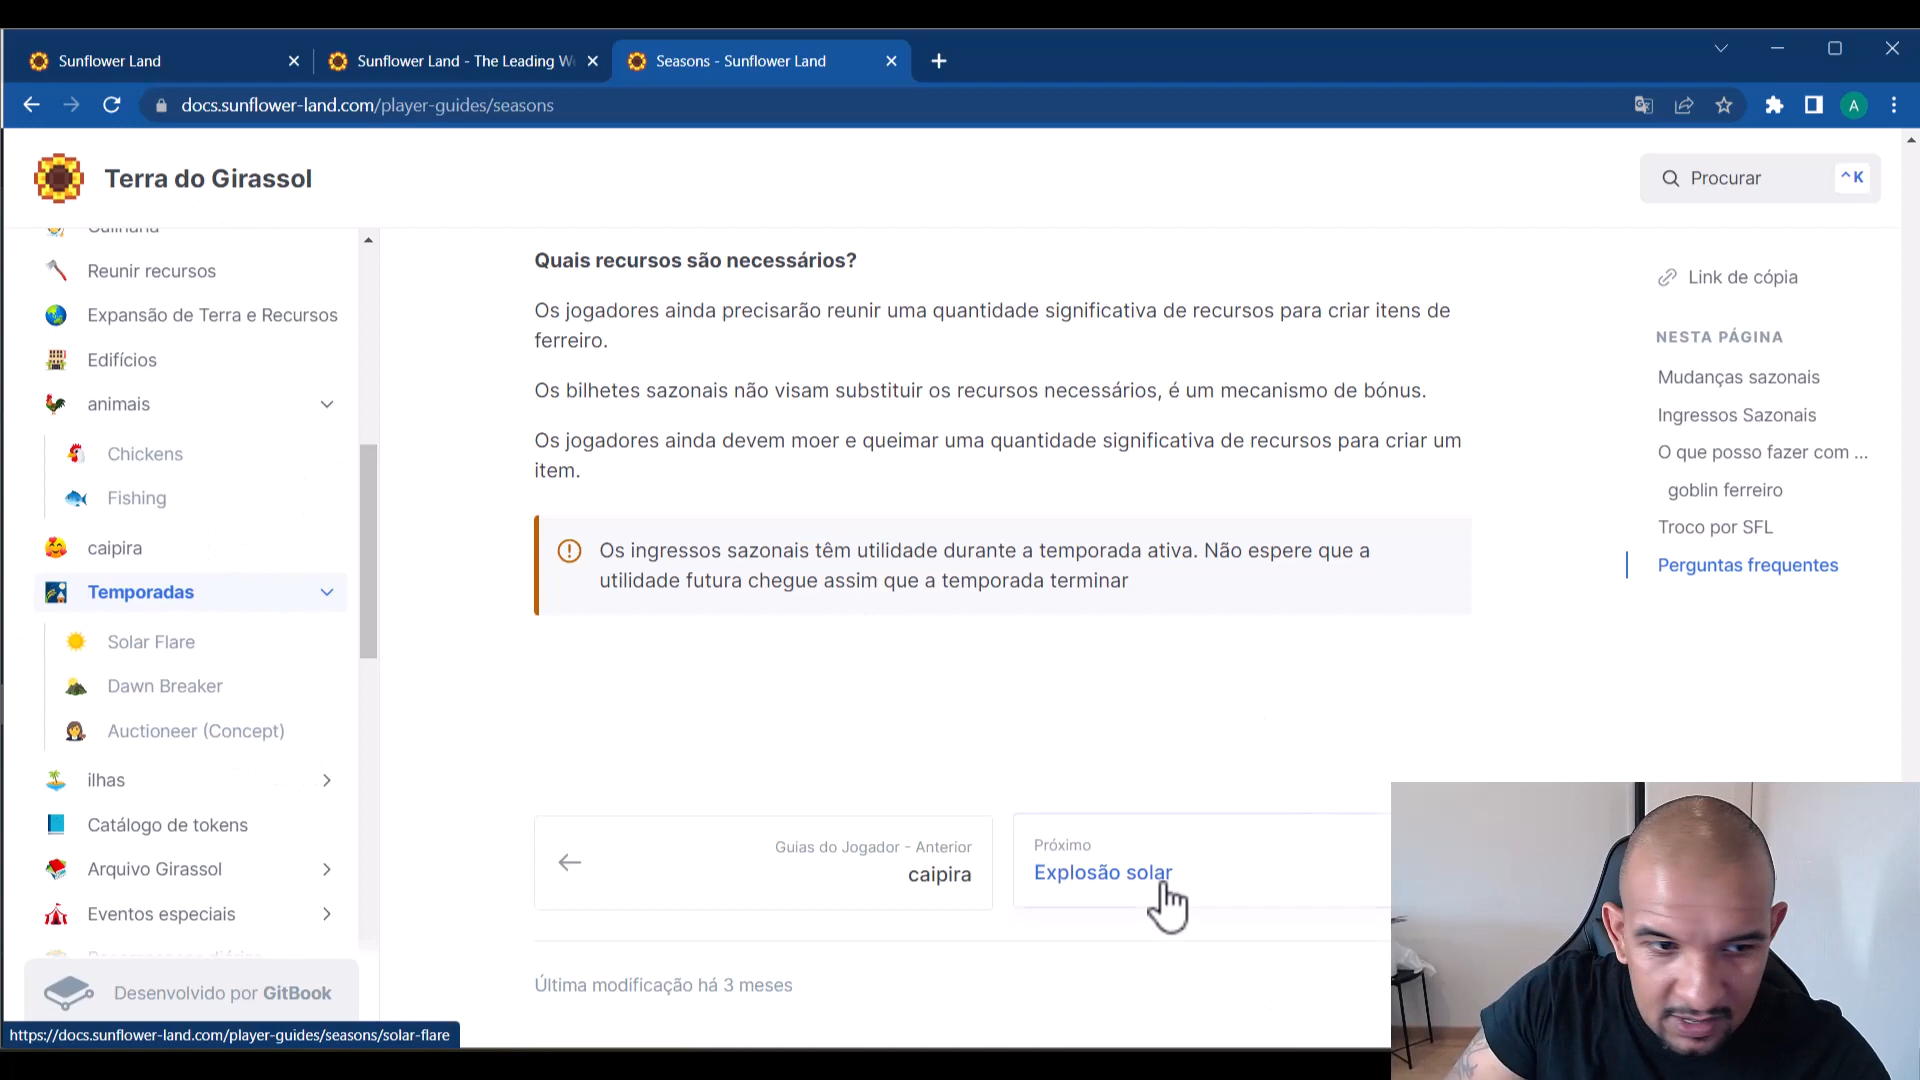 Sunflower Land
Sunflower Land - The Leading W
Seasons - Sunflower Land
docs.sunflower-land.com/player-guides/seasons
A
Terra do Girassol
Procurar
^K
Culinária
Reunir recursos
Expansão de Terra e Recursos
Edifícios
animais
Chickens
Fishing
caipira
Temporadas
Solar Flare
Dawn Breaker
Auctioneer (Concept)
ilhas
Catálogo de tokens
Arquivo Girassol
Eventos especiais
Desenvolvido por GitBook
https://docs.sunflower-land.com/player-guides/seasons/solar-flare
Quais recursos são necessários?
Os jogadores ainda precisarão reunir uma quantidade significativa de recursos para criar itens de
ferreiro.
Os bilhetes sazonais não visam substituir os recursos necessários, é um mecanismo de bónus.
Os jogadores ainda devem moer e queimar uma quantidade significativa de recursos para criar um
item.
Os ingressos sazonais têm utilidade durante a temporada ativa. Não espere que a
utilidade futura chegue assim que a temporada terminar
Guias do Jogador - Anterior
caipira
Próximo
Explosão solar
Última modificação há 3 meses
Link de cópia
NESTA PÁGINA
Mudanças sazonais
Ingressos Sazonais
O que posso fazer com ...
goblin ferreiro
Troco por SFL
Perguntas frequentes